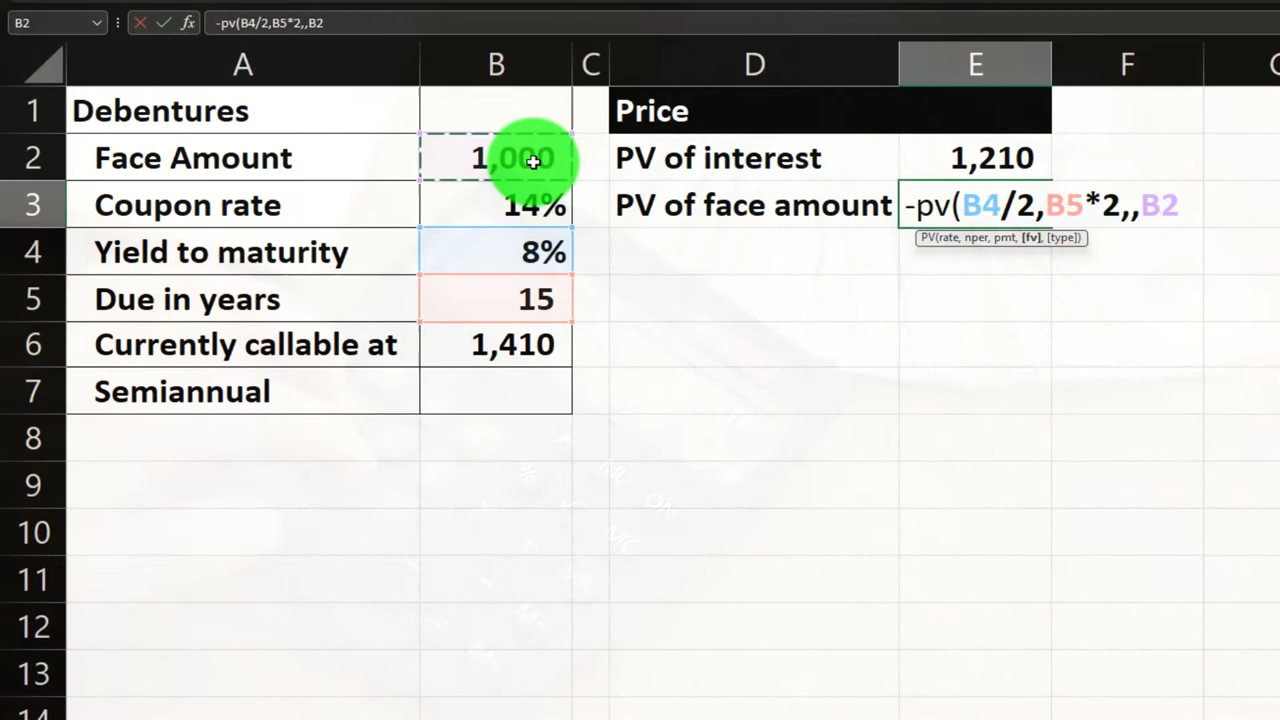 B2 fx -pv(B4/2,B5*2,,B2
A B C D E F
1 Debentures Price
2 Face Amount 1,000 PV of interest 1,210
3 Coupon rate 14% PV of face amount -pv(B4/2,B5*2,,B2
PV(rate, nper, pmt, [fv], [type])
4 Yield to maturity 8%
5 Due in years 15
6 Currently callable at 1,410
7 Semiannual
8
9
10
11
12
13